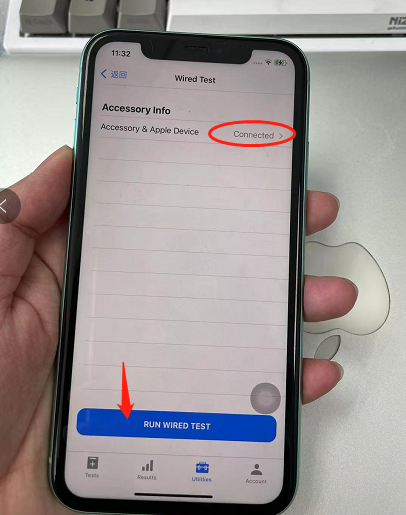 NIZ
11:32
返回
Wired Test
Accessory Info
Accessory & Apple Device Connected
RUN WIRED TEST
Tests Results Utilities Account